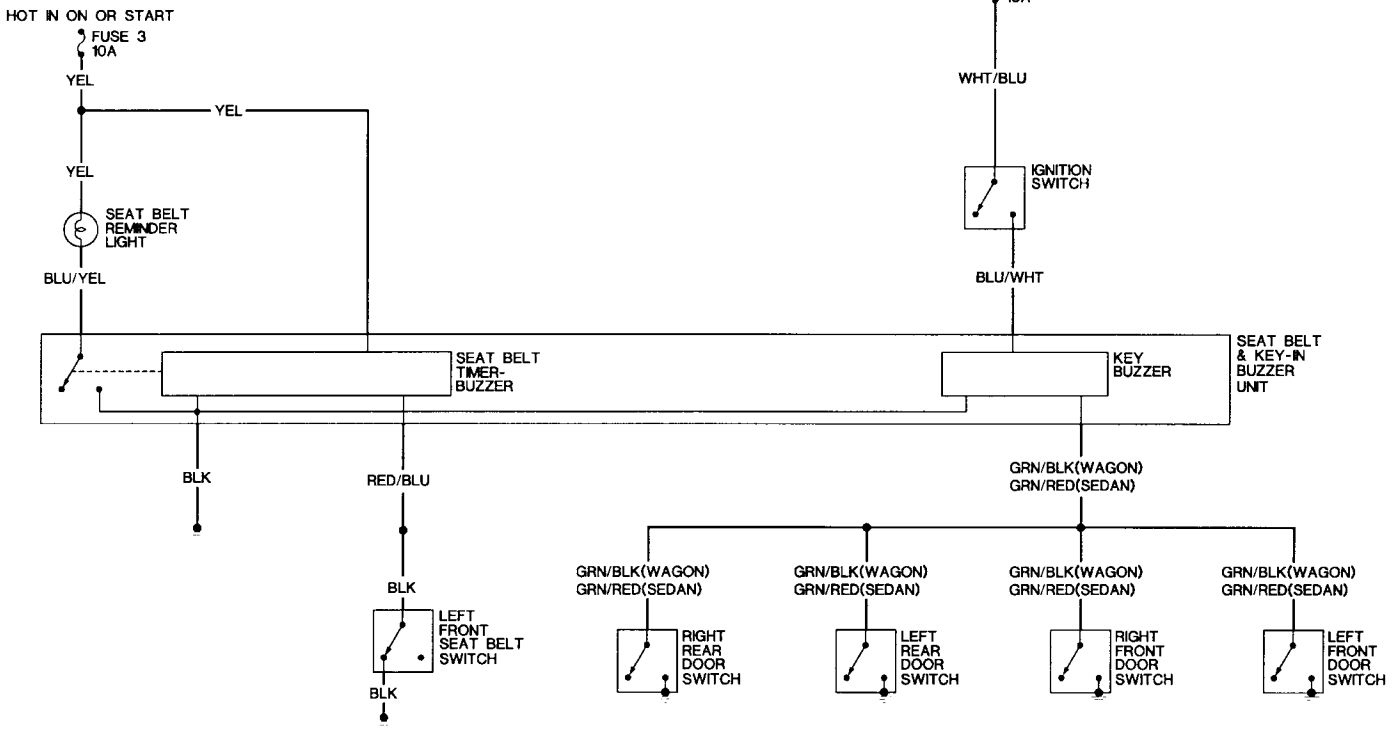 HOT IN ON OR START
FUSE 3
10A
YEL
YEL
YEL
SEAT BELT
REMINDER
LIGHT
BLU/YEL
WHT/BLU
IGNITION
SWITCH
BLU/WHT
SEAT BELT
& KEY-IN
BUZZER
UNIT
SEAT BELT
TIMER-
BUZZER
KEY
BUZZER
BLK
RED/BLU
GRN/BLK(WAGON)
GRN/RED(SEDAN)
BLK
LEFT
FRONT
SEAT BELT
SWITCH
BLK
GRN/BLK(WAGON)
GRN/RED(SEDAN)
GRN/BLK(WAGON)
GRN/RED(SEDAN)
GRN/BLK(WAGON)
GRN/RED(SEDAN)
GRN/BLK(WAGON)
GRN/RED(SEDAN)
RIGHT
REAR
DOOR
SWITCH
LEFT
REAR
DOOR
SWITCH
RIGHT
FRONT
DOOR
SWITCH
LEFT
FRONT
DOOR
SWITCH